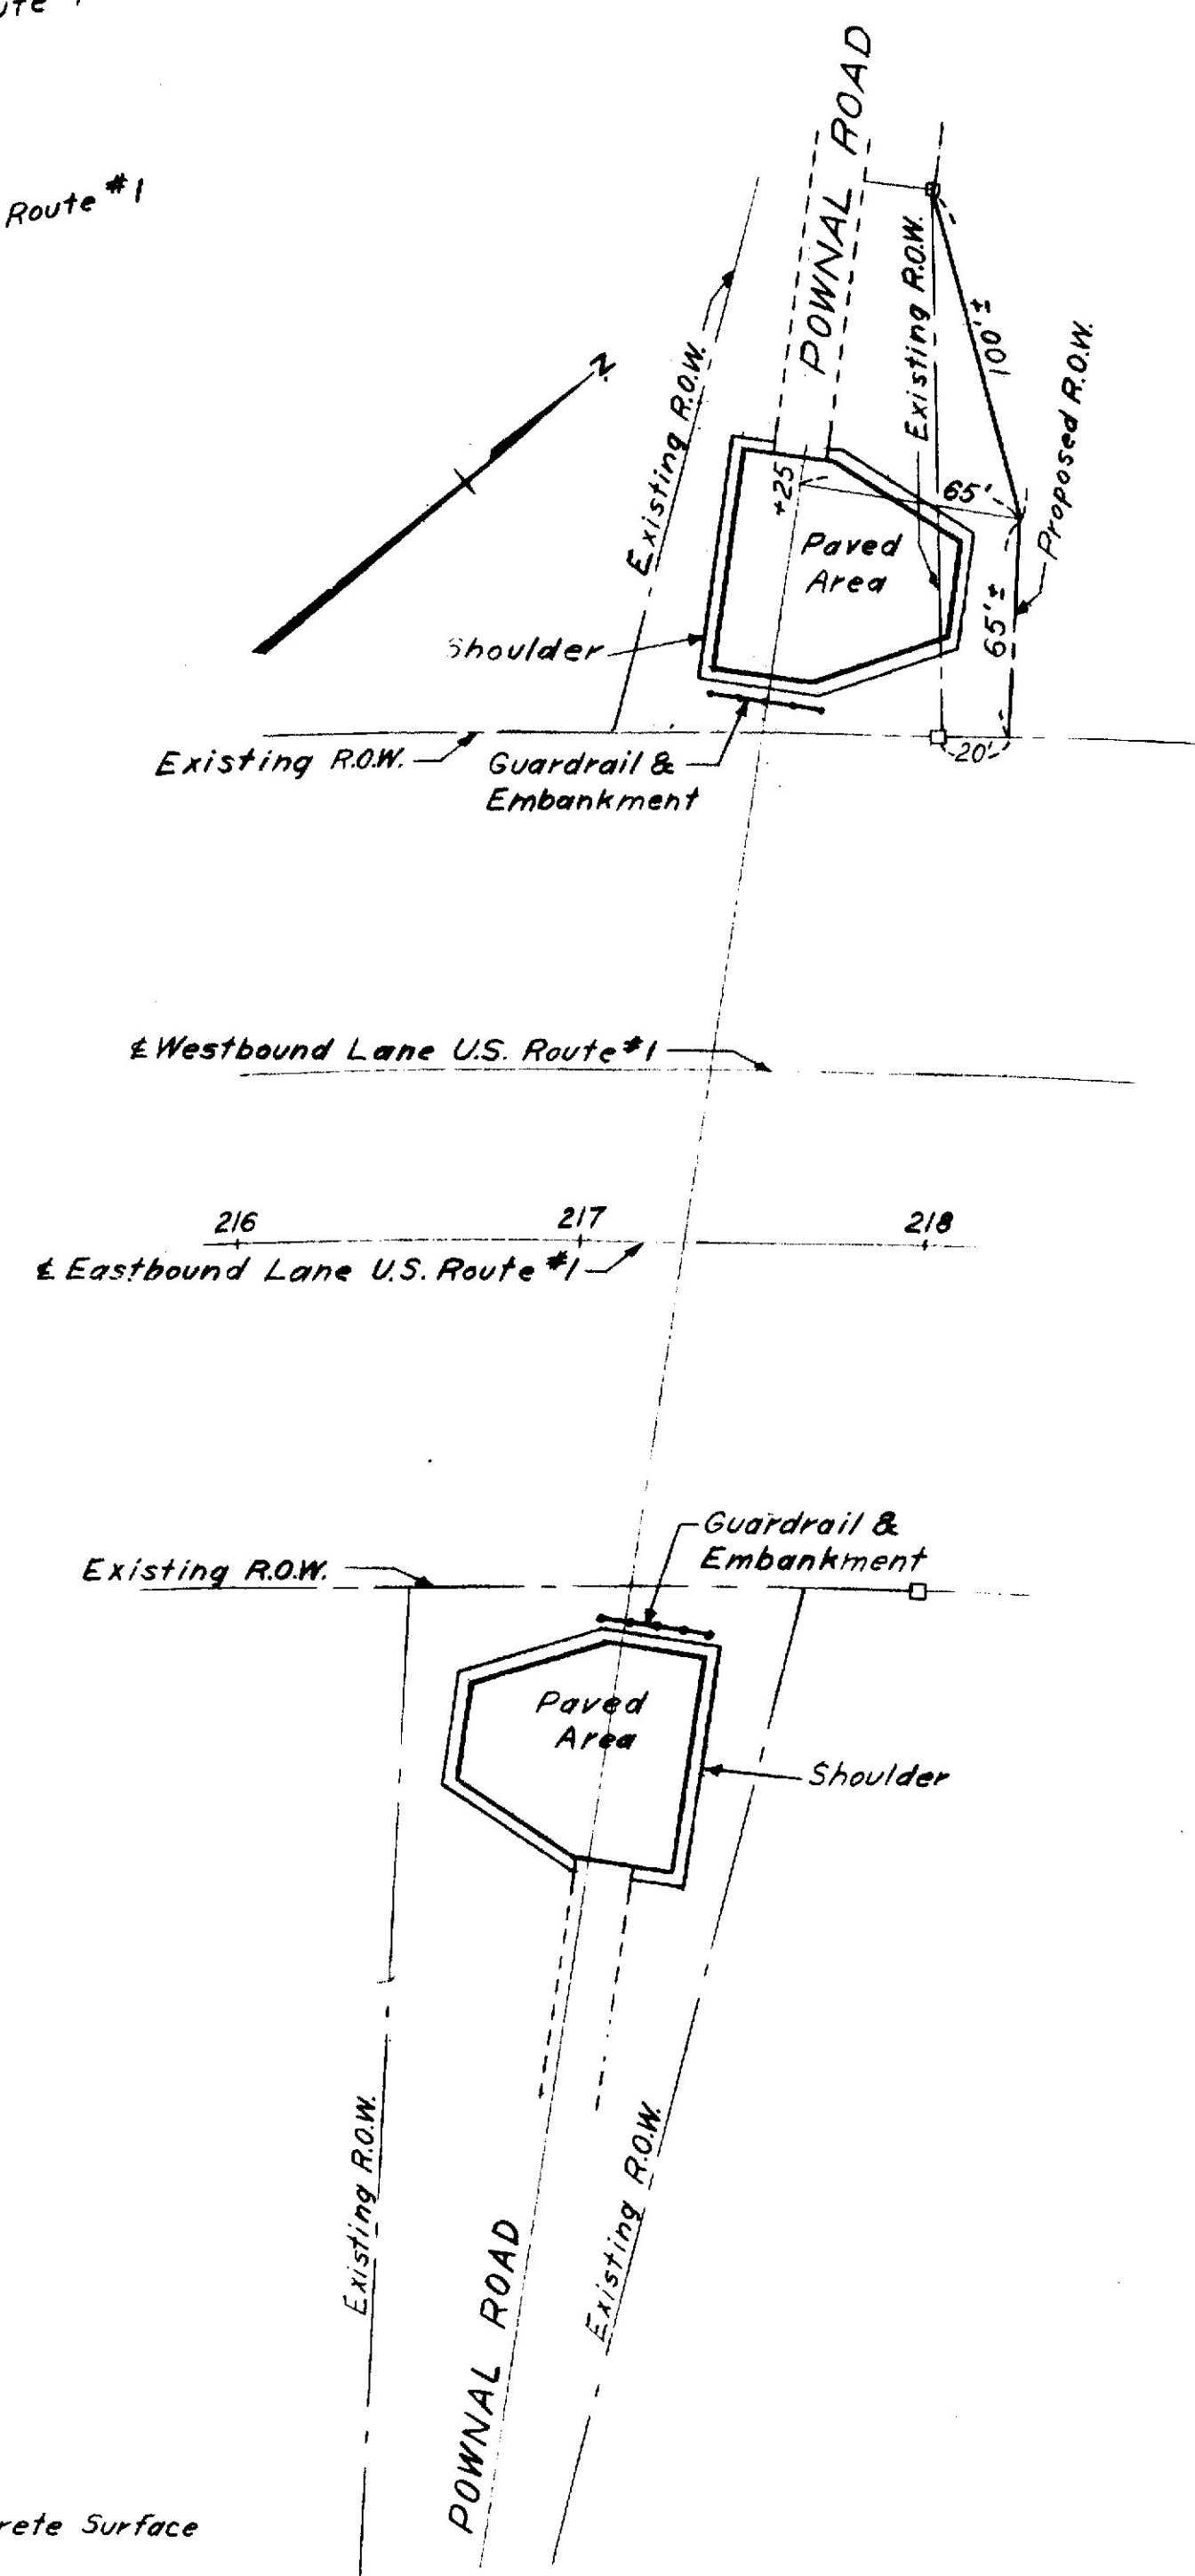 Route #1
POWNAL ROAD
Existing R.O.W.
Existing R.O.W.
100'±
Proposed R.O.W.
N
+25
65'
Paved
Area
65'±
Shoulder
Existing R.O.W.
Guardrail &
Embankment
20'
℄ Westbound Lane U.S. Route #1
216
217
218
℄ Eastbound Lane U.S. Route #1
Guardrail &
Embankment
Existing R.O.W.
Paved
Area
Shoulder
Existing R.O.W.
Existing R.O.W.
POWNAL ROAD
rete Surface